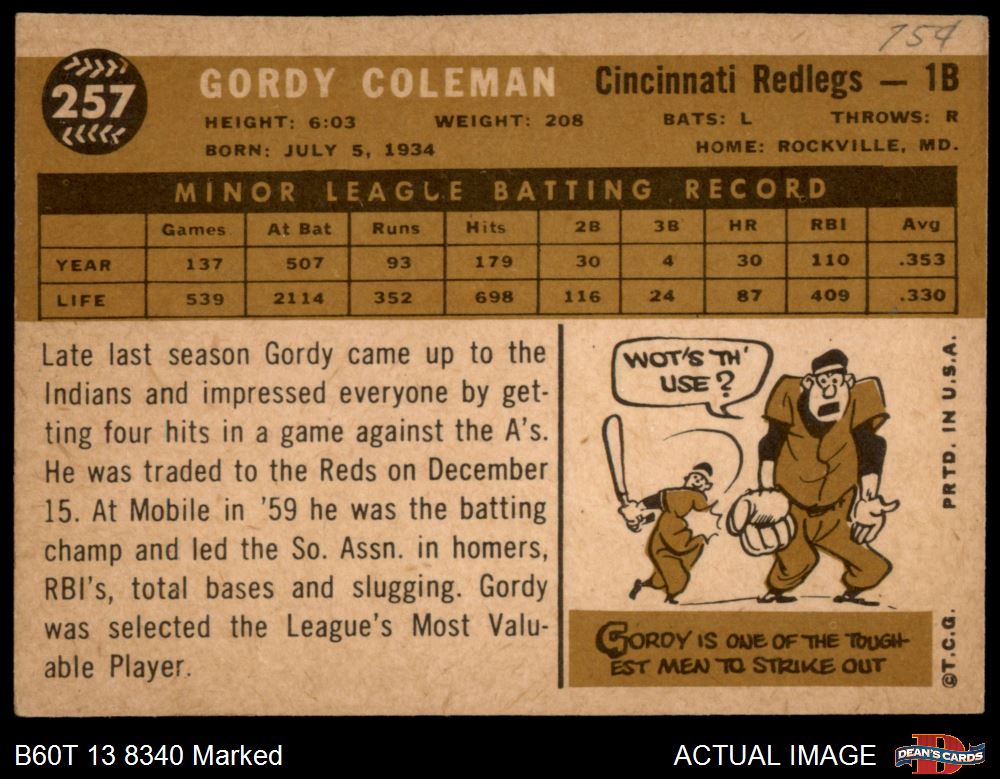 75¢
257
GORDY COLEMAN Cincinnati Redlegs — 1B
HEIGHT: 6:03 WEIGHT: 208 BATS: L THROWS: R
BORN: JULY 5, 1934 HOME: ROCKVILLE, MD.
MINOR LEAGUE BATTING RECORD
Games At Bat Runs Hits 2B 3B HR RBI Avg
YEAR 137 507 93 179 30 4 30 110 .353
LIFE 539 2114 352 698 116 24 87 409 .330
Late last season Gordy came up to the
Indians and impressed everyone by get-
ting four hits in a game against the A's.
He was traded to the Reds on December
15. At Mobile in '59 he was the batting
champ and led the So. Assn. in homers,
RBI's, total bases and slugging. Gordy
was selected the League's Most Valu-
able Player.
WOT'S TH'
USE?
GORDY IS ONE OF THE TOUGH-
EST MEN TO STRIKE OUT
©T.C.G. PRTD. IN U.S.A.
B60T 13 8340 Marked ACTUAL IMAGE DEAN'S CARDS